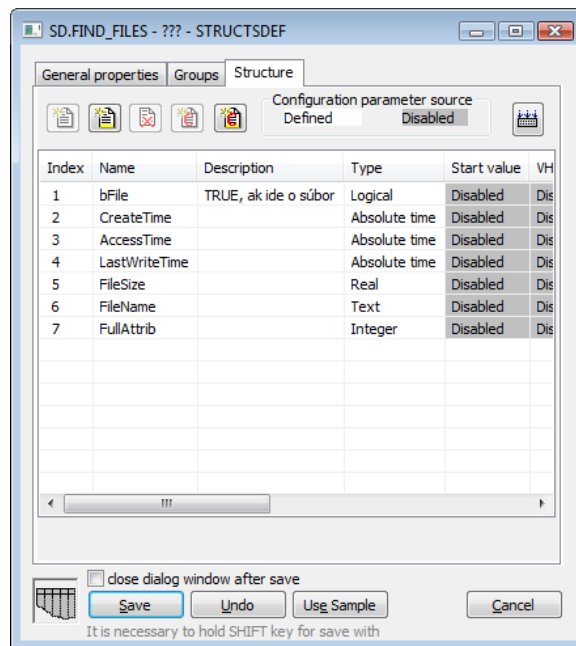 SD.FIND_FILES - ??? - STRUCTSDEF
General properties Groups Structure
Configuration parameter source
Defined Disabled
Index Name Description Type Start value VH
1 bFile TRUE, ak ide o súbor Logical Disabled Dis
2 CreateTime Absolute time Disabled Dis
3 AccessTime Absolute time Disabled Dis
4 LastWriteTime Absolute time Disabled Dis
5 FileSize Real Disabled Dis
6 FileName Text Disabled Dis
7 FullAttrib Integer Disabled Dis
close dialog window after save
Save Undo Use Sample Cancel
It is necessary to hold SHIFT key for save with